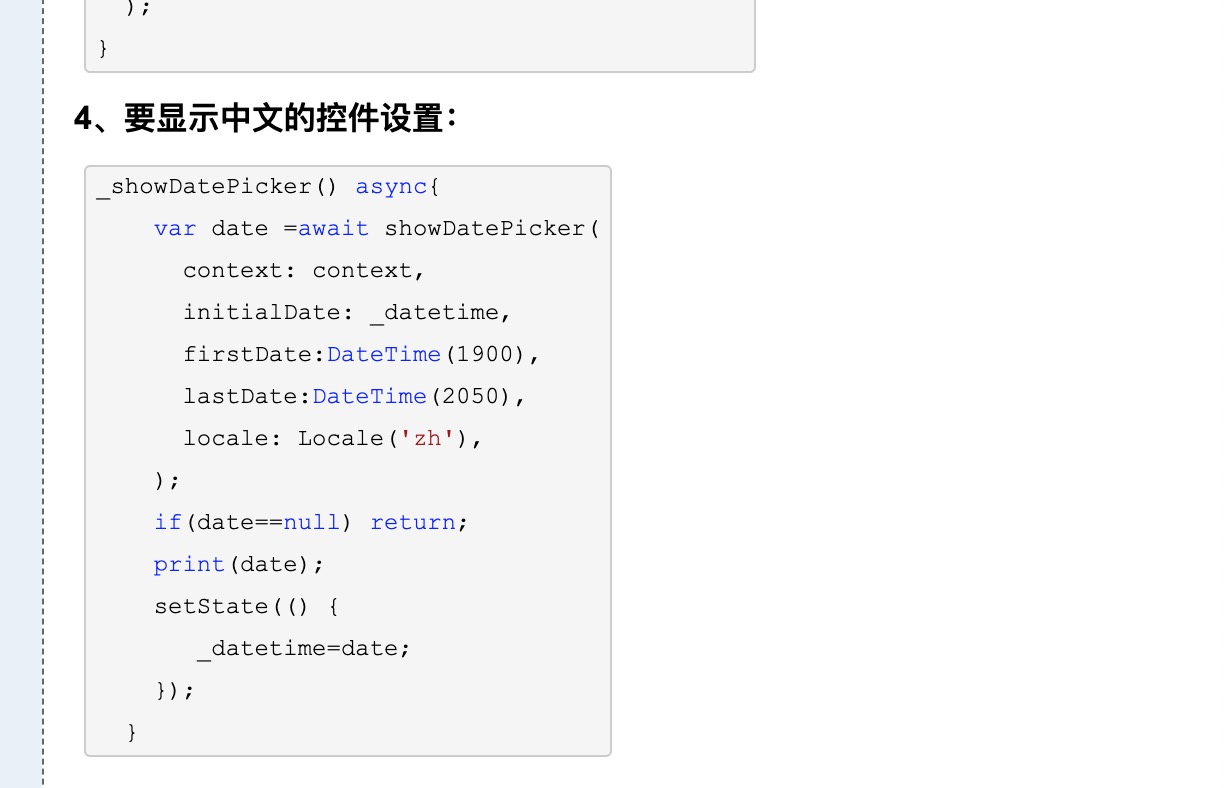 );
}
4、要显示中文的控件设置：
_showDatePicker() async{
    var date =await showDatePicker(
      context: context,
      initialDate: _datetime,
      firstDate:DateTime(1900),
      lastDate:DateTime(2050),
      locale: Locale('zh'),
    );
    if(date==null) return;
    print(date);
    setState(() {
       _datetime=date;
    });
  }